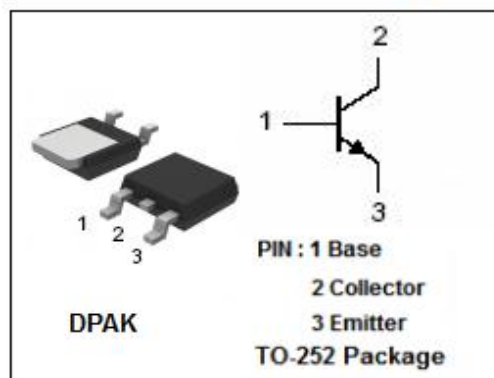 2
1
3
1
2
3
DPAK
PIN : 1 Base
2 Collector
3 Emitter
TO-252 Package